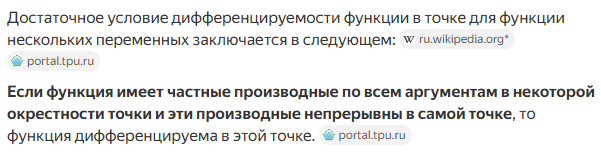 Достаточное условие дифференцируемости функции в точке для функции
нескольких переменных заключается в следующем: W ru.wikipedia.org*
portal.tpu.ru
Если функция имеет частные производные по всем аргументам в некоторой
окрестности точки и эти производные непрерывны в самой точке, то
функция дифференцируема в этой точке. portal.tpu.ru